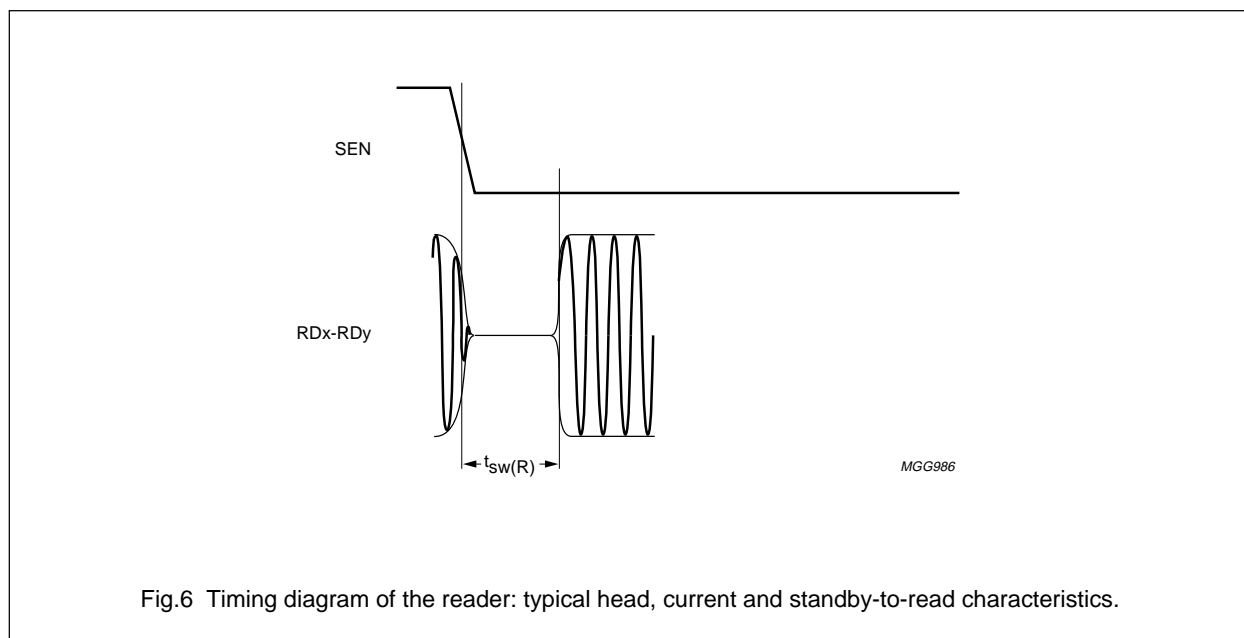 SEN
RDx-RDy
tsw(R)
MGG986
Fig.6 Timing diagram of the reader: typical head, current and standby-to-read characteristics.